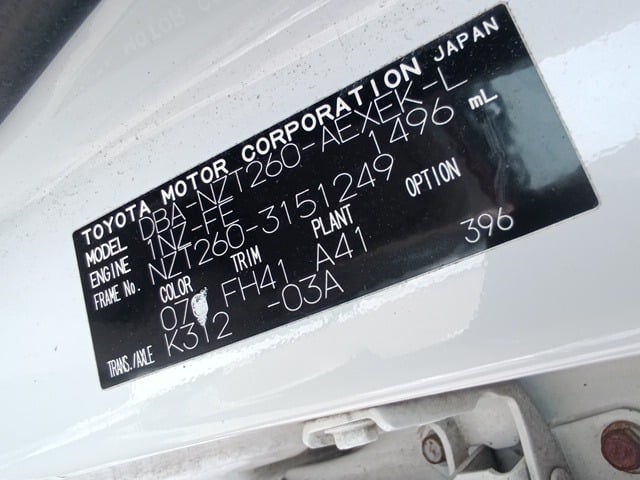 TOYOTA MOTOR CORPORATION JAPAN
MODEL DBA-NZT260-AEXEK-L
ENGINE 1NZ-FE 1496 mL
FRAME No. NZT260-3151249
COLOR TRIM PLANT OPTION
07 FH41 A41 396
TRANS./AXLE K312 -03A